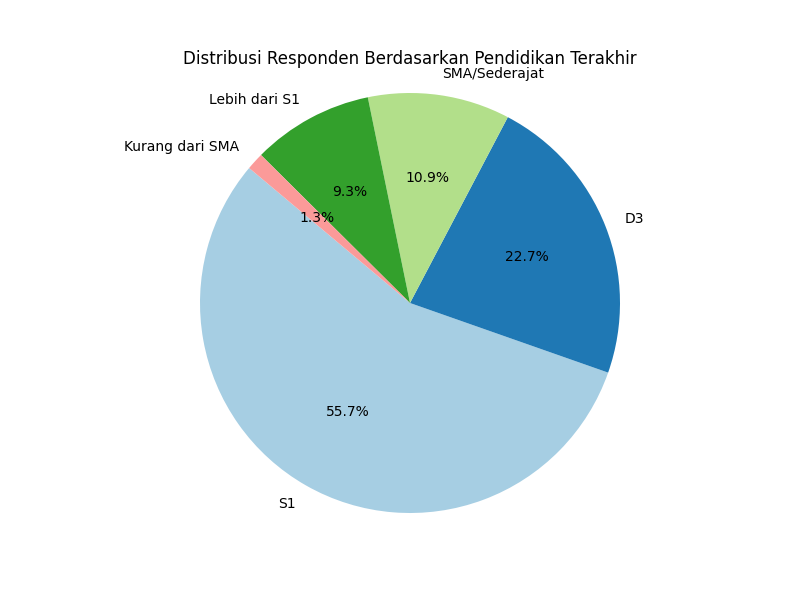 Distribusi Responden Berdasarkan Pendidikan Terakhir
SMA/Sederajat
Lebih dari S1
Kurang dari SMA
10.9%
9.3%
1.3%
D3
22.7%
55.7%
S1